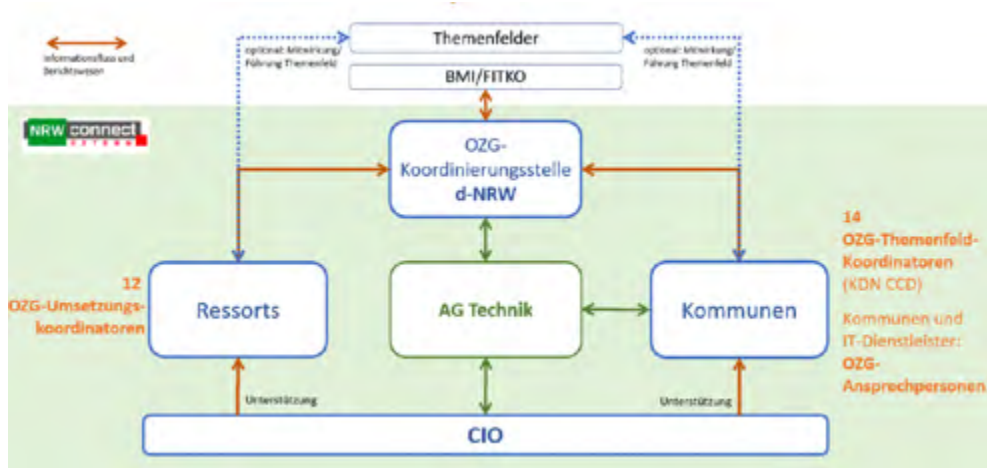 Themenfelder
BMI/FITKO
Informationsfluss und
Berichtswesen
optional: Mitwirkung/
Führung Themenfeld
optional: Mitwirkung/
Führung Themenfeld
NRW connect
EXTERN
OZG-
Koordinierungsstelle
d-NRW
12
OZG-Umsetzungs-
koordinatoren
Ressorts
AG Technik
Kommunen
14
OZG-Themenfeld-
Koordinatoren
(KDN CCD)
Kommunen und
IT-Dienstleister:
OZG-
Ansprechpersonen
Unterstützung
Unterstützung
CIO